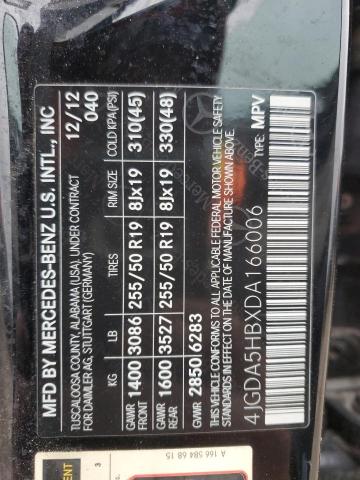 MFD BY MERCEDES-BENZ U.S. INTL., INC
TUSCALOOSA COUNTY, ALABAMA (USA), UNDER CONTRACT 12/12
FOR DAIMLER AG, STUTTGART (GERMANY) 040
KG LB TIRES RIM SIZE COLD KPA(PSI)
GAWR FRONT 1400 3086 255/50 R19 8Jx19 310(45)
GAWR REAR 1600 3527 255/50 R19 8Jx19 330(48)
GVWR 2850 6283
THIS VEHICLE CONFORMS TO ALL APPLICABLE FEDERAL MOTOR VEHICLE SAFETY
STANDARDS IN EFFECT ON THE DATE OF MANUFACTURE SHOWN ABOVE.
4JGDA5HBXDA166006 TYPE: MPV
A 166 584 68 15
3